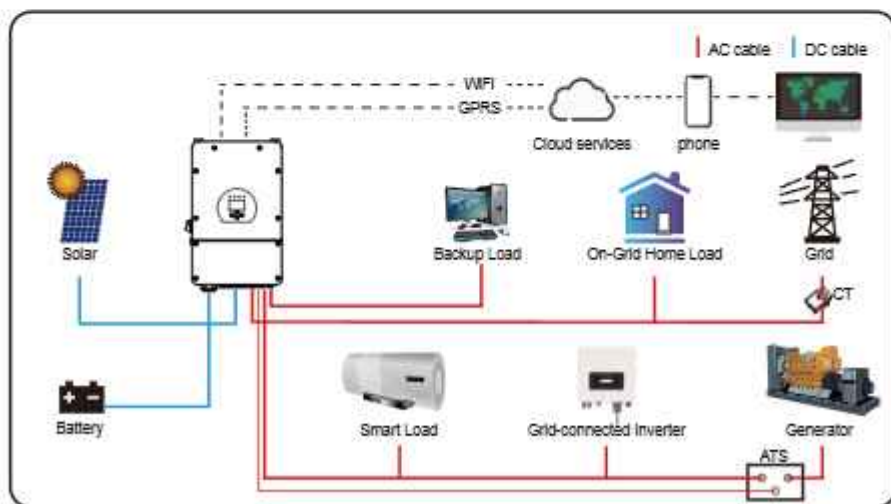 AC cable
DC cable
WIFI
GPRS
Cloud services
phone
Solar
Backup Load
On-Grid Home Load
Grid
CT
Battery
Smart Load
Grid-connected Inverter
Generator
ATS